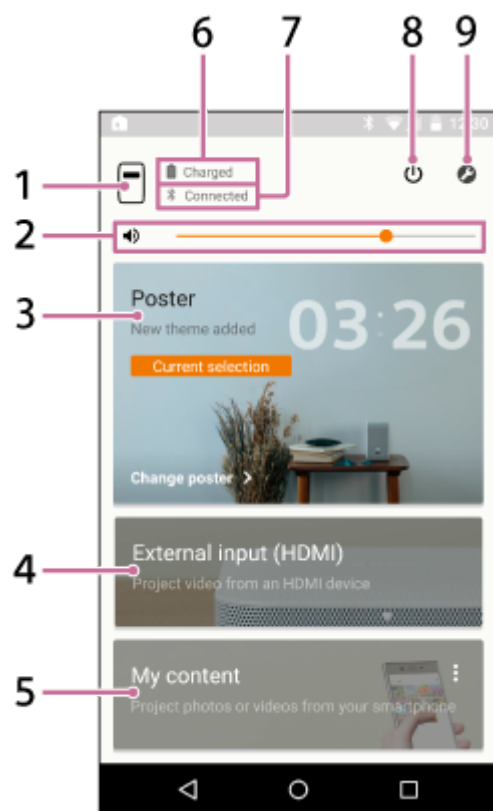 6 7 8 9
12:30
1
Charged
Connected
2
3
Poster
New theme added
03:26
Current selection
Change poster >
4
External input (HDMI)
Project video from an HDMI device
5
My content
Project photos or videos from your smartphone